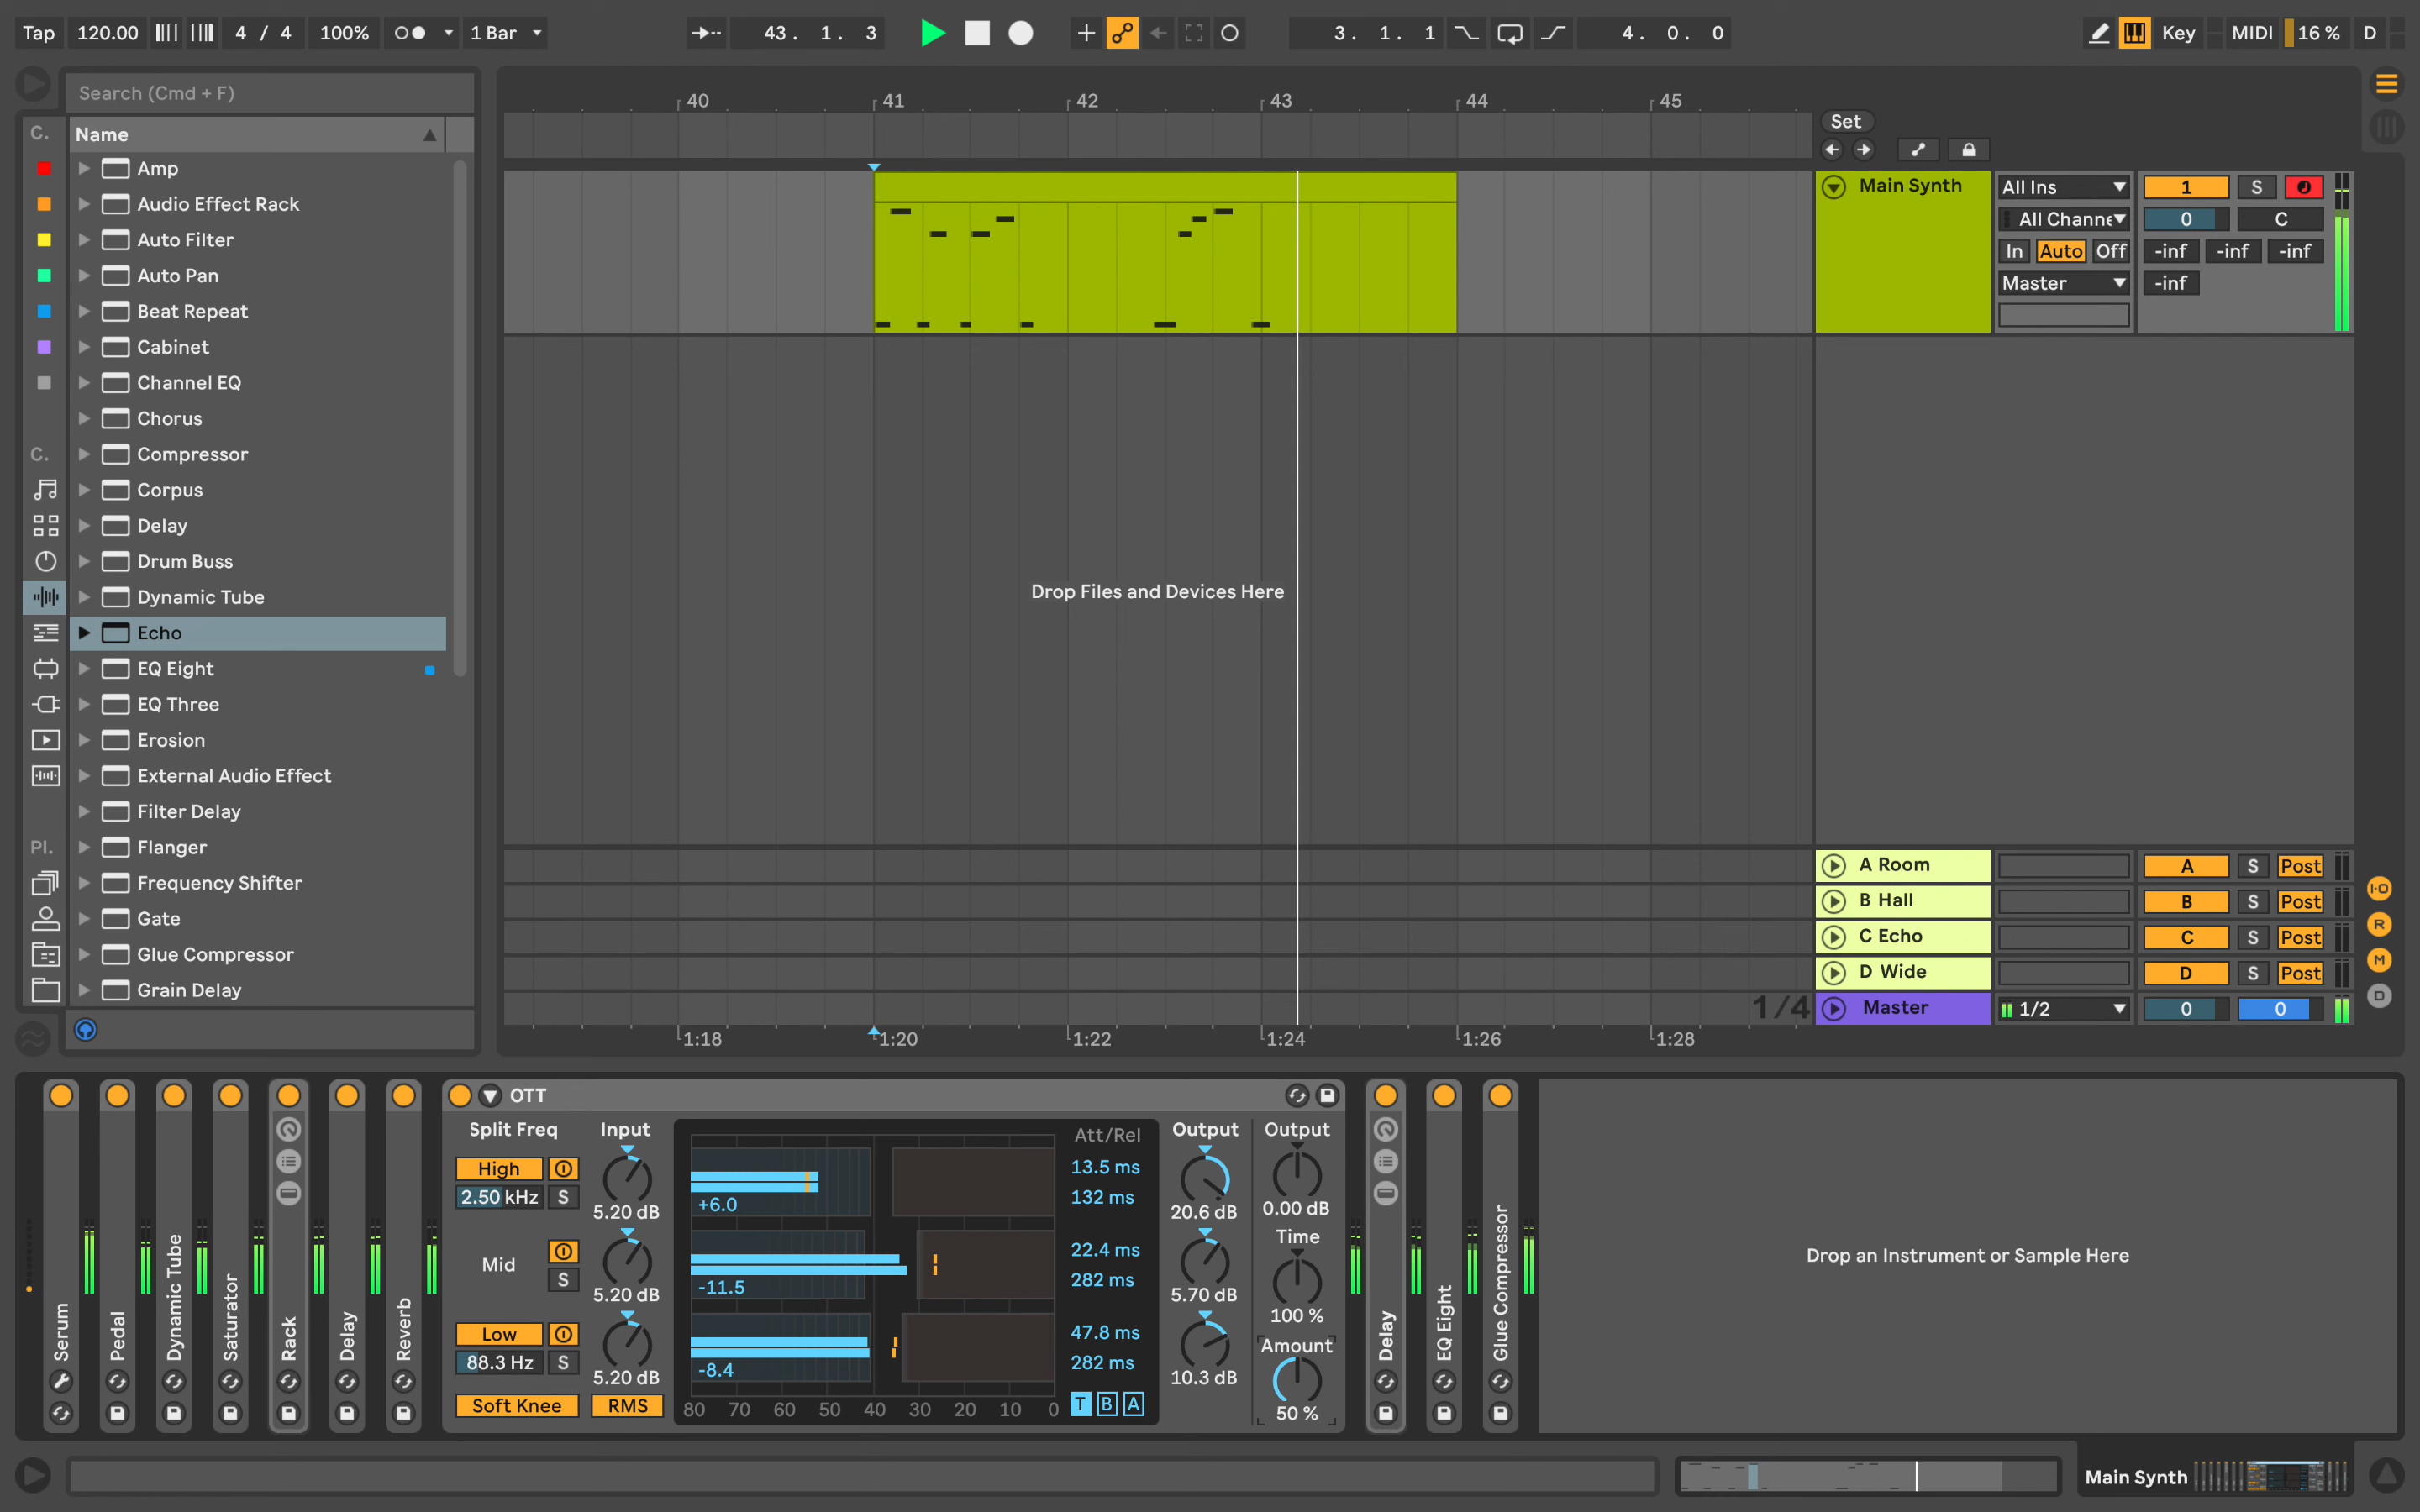 Tap 120.00 4 / 4 100% 1 Bar 43. 1. 3 3. 1. 1 4. 0. 0 Key MIDI 16 % D
Search (Cmd + F)
C. Name
Amp
Audio Effect Rack
Auto Filter
Auto Pan
Beat Repeat
Cabinet
Channel EQ
Chorus
C. Compressor
Corpus
Delay
Drum Buss
Dynamic Tube
Echo
EQ Eight
EQ Three
Erosion
External Audio Effect
Filter Delay
Pl. Flanger
Frequency Shifter
Gate
Glue Compressor
Grain Delay
40 41 42 43 44 45
Set
Main Synth All Ins 1 S
All Channe 0 C
In Auto Off -inf -inf -inf
Master -inf
Drop Files and Devices Here
A Room A S Post
B Hall B S Post
C Echo C S Post
D Wide D S Post
1/4 Master 1/2 0 0
I·O
R
M
D
1:18 1:20 1:22 1:24 1:26 1:28
Serum
Pedal
Dynamic Tube
Saturator
Rack
Delay
Reverb
OTT
Split Freq Input Att/Rel Output Output
High 13.5 ms
2.50 kHz S 5.20 dB +6.0 132 ms 20.6 dB 0.00 dB
Time
Mid S 22.4 ms
5.20 dB -11.5 282 ms 5.70 dB 100 %
Low 47.8 ms Amount
88.3 Hz S 5.20 dB -8.4 282 ms 10.3 dB
Soft Knee RMS 80 70 60 50 40 30 20 10 0 T B A 50 %
Delay
EQ Eight
Glue Compressor
Drop an Instrument or Sample Here
Main Synth